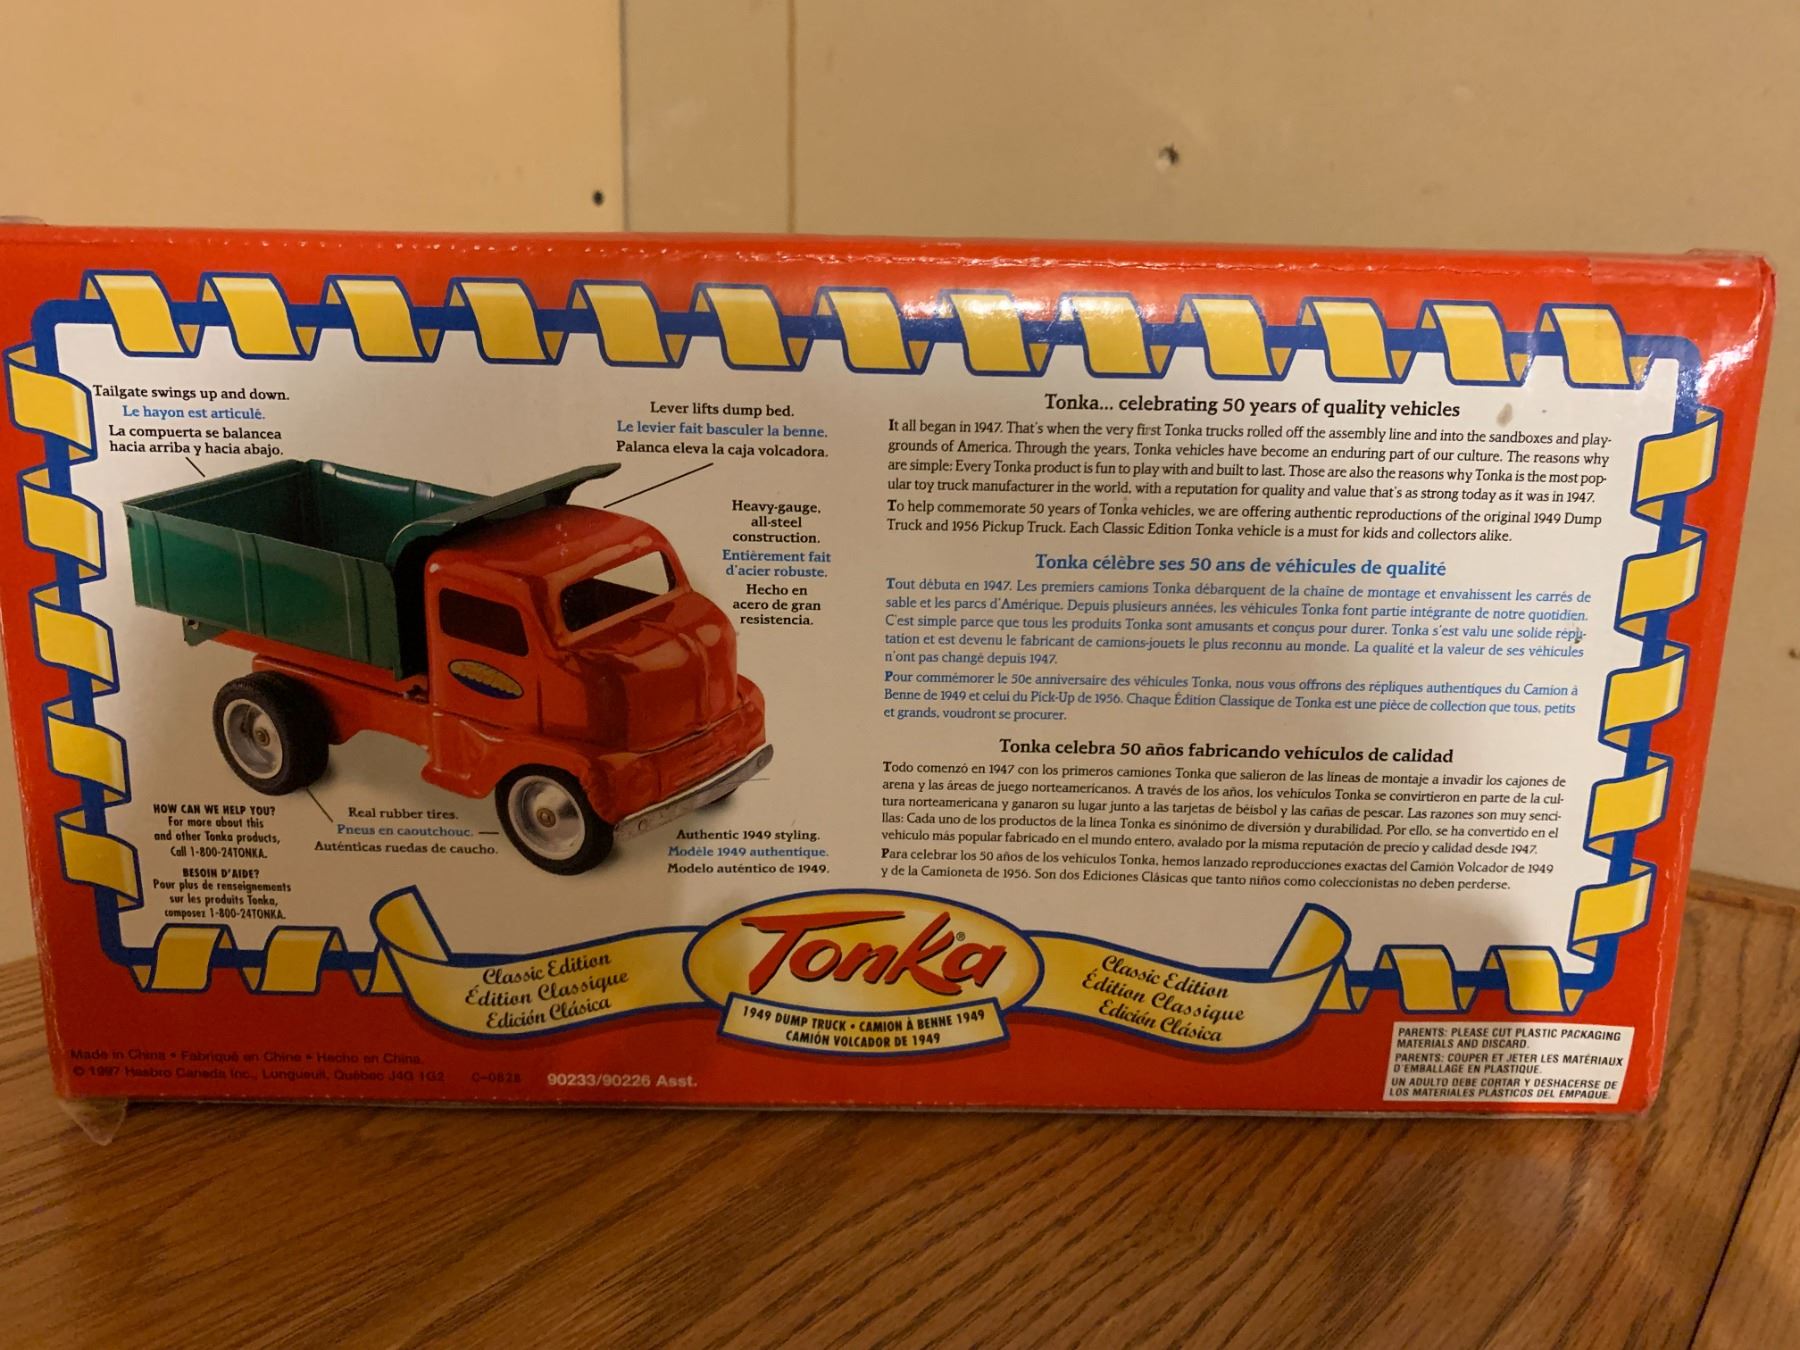 Tailgate swings up and down.
Le hayon est articulé.
La compuerta se balancea
hacia arriba y hacia abajo.
Lever lifts dump bed.
Le levier fait basculer la benne.
Palanca eleva la caja volcadora.
Heavy-gauge,
all-steel
construction.
Entièrement fait
d'acier robuste.
Hecho en
acero de gran
resistencia.
HOW CAN WE HELP YOU?
For more about this
and other Tonka products,
Call 1-800-24TONKA.
BESOIN D'AIDE?
Pour plus de renseignements
sur les produits Tonka,
composez 1-800-24TONKA.
Real rubber tires.
Pneus en caoutchouc.
Auténticas ruedas de caucho.
Authentic 1949 styling.
Modèle 1949 authentique.
Modelo auténtico de 1949.
Tonka... celebrating 50 years of quality vehicles
It all began in 1947. That's when the very first Tonka trucks rolled off the assembly line and into the sandboxes and play-
grounds of America. Through the years, Tonka vehicles have become an enduring part of our culture. The reasons why
are simple: Every Tonka product is fun to play with and built to last. Those are also the reasons why Tonka is the most pop-
ular toy truck manufacturer in the world, with a reputation for quality and value that's as strong today as it was in 1947.
To help commemorate 50 years of Tonka vehicles, we are offering authentic reproductions of the original 1949 Dump
Truck and 1956 Pickup Truck. Each Classic Edition Tonka vehicle is a must for kids and collectors alike.
Tonka célèbre ses 50 ans de véhicules de qualité
Tout débuta en 1947. Les premiers camions Tonka débarquent de la chaîne de montage et envahissent les carrés de
sable et les parcs d'Amérique. Depuis plusieurs années, les véhicules Tonka font partie intégrante de notre quotidien.
C'est simple parce que tous les produits Tonka sont amusants et conçus pour durer. Tonka s'est valu une solide répu-
tation et est devenu le fabricant de camions-jouets le plus reconnu au monde. La qualité et la valeur de ses véhicules
n'ont pas changé depuis 1947.
Pour commémorer le 50e anniversaire des véhicules Tonka, nous vous offrons des répliques authentiques du Camion à
Benne de 1949 et celui du Pick-Up de 1956. Chaque Édition Classique de Tonka est une pièce de collection que tous, petits
et grands, voudront se procurer.
Tonka celebra 50 años fabricando vehículos de calidad
Todo comenzó en 1947 con los primeros camiones Tonka que salieron de las líneas de montaje a invadir los cajones de
arena y las áreas de juego norteamericanos. A través de los años, los vehículos Tonka se convirtieron en parte de la cul-
tura norteamericana y ganaron su lugar junto a las tarjetas de béisbol y las cañas de pescar. Las razones son muy senci-
llas: Cada uno de los productos de la línea Tonka es sinónimo de diversión y durabilidad. Por ello, se ha convertido en el
vehículo más popular fabricado en el mundo entero, avalado por la misma reputación de precio y calidad desde 1947.
Para celebrar los 50 años de los vehículos Tonka, hemos lanzado reproducciones exactas del Camión Volcador de 1949
y de la Camioneta de 1956. Son dos Ediciones Clásicas que tanto niños como coleccionistas no deben perderse.
Classic Edition
Édition Classique
Edición Clásica
Tonka®
1949 DUMP TRUCK • CAMION À BENNE 1949
CAMIÓN VOLCADOR DE 1949
Classic Edition
Édition Classique
Edición Clásica
Made in China • Fabriqué en Chine • Hecho en China.
© 1997 Hasbro Canada Inc., Longueuil, Québec J4G 1G2 C-0828 90233/90226 Asst.
PARENTS: PLEASE CUT PLASTIC PACKAGING
MATERIALS AND DISCARD.
PARENTS: COUPER ET JETER LES MATÉRIAUX
D'EMBALLAGE EN PLASTIQUE.
UN ADULTO DEBE CORTAR Y DESHACERSE DE
LOS MATERIALES PLÁSTICOS DEL EMPAQUE.